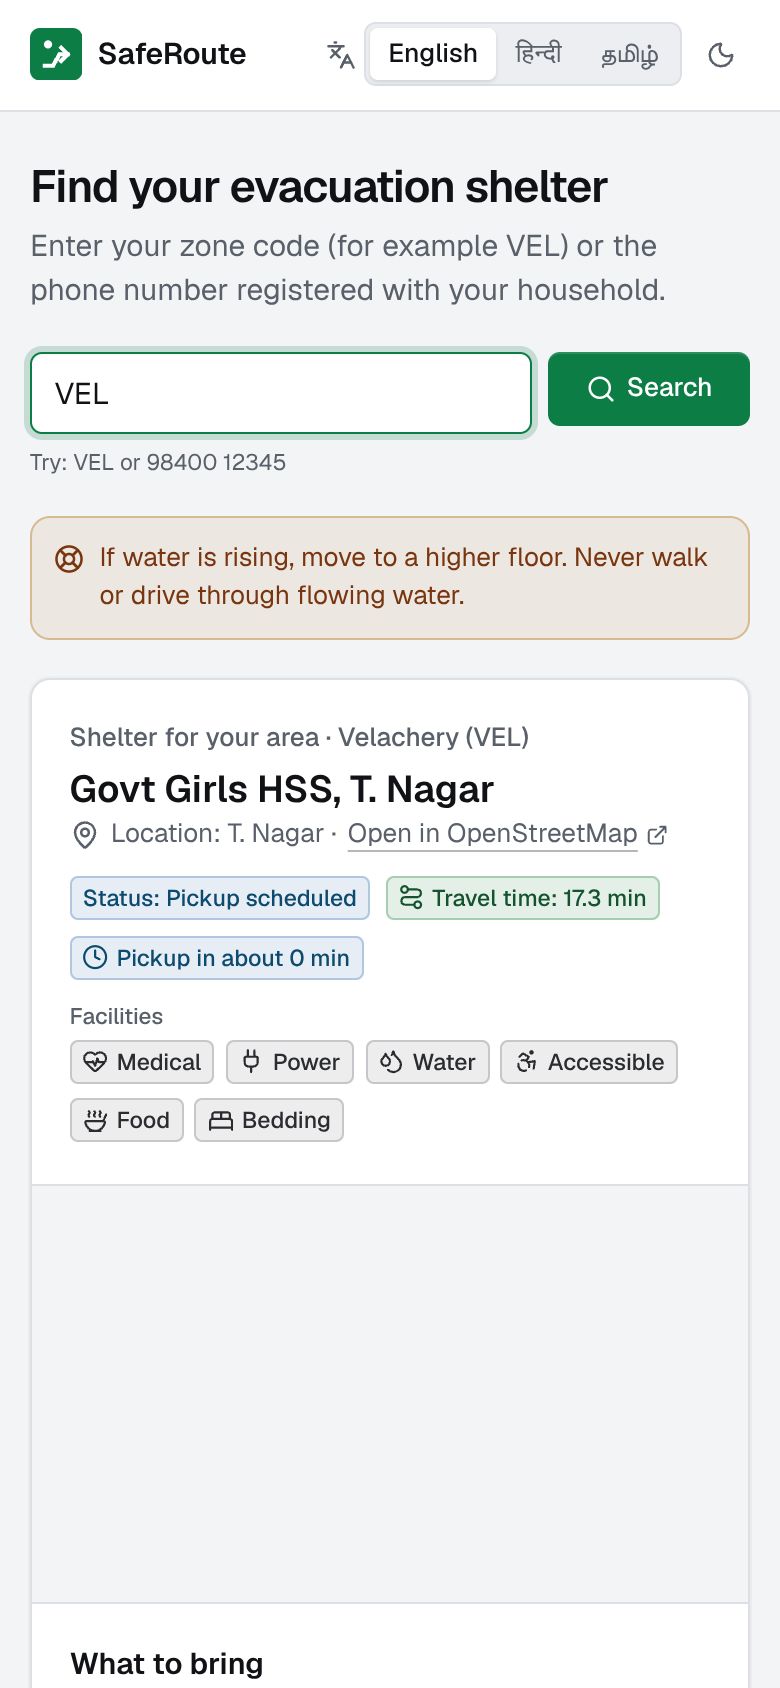 SafeRoute
English हिन्दी தமிழ்
Find your evacuation shelter
Enter your zone code (for example VEL) or the
phone number registered with your household.
VEL
Search
Try: VEL or 98400 12345
If water is rising, move to a higher floor. Never walk
or drive through flowing water.
Shelter for your area · Velachery (VEL)
Govt Girls HSS, T. Nagar
Location: T. Nagar · Open in OpenStreetMap
Status: Pickup scheduled
Travel time: 17.3 min
Pickup in about 0 min
Facilities
Medical
Power
Water
Accessible
Food
Bedding
What to bring